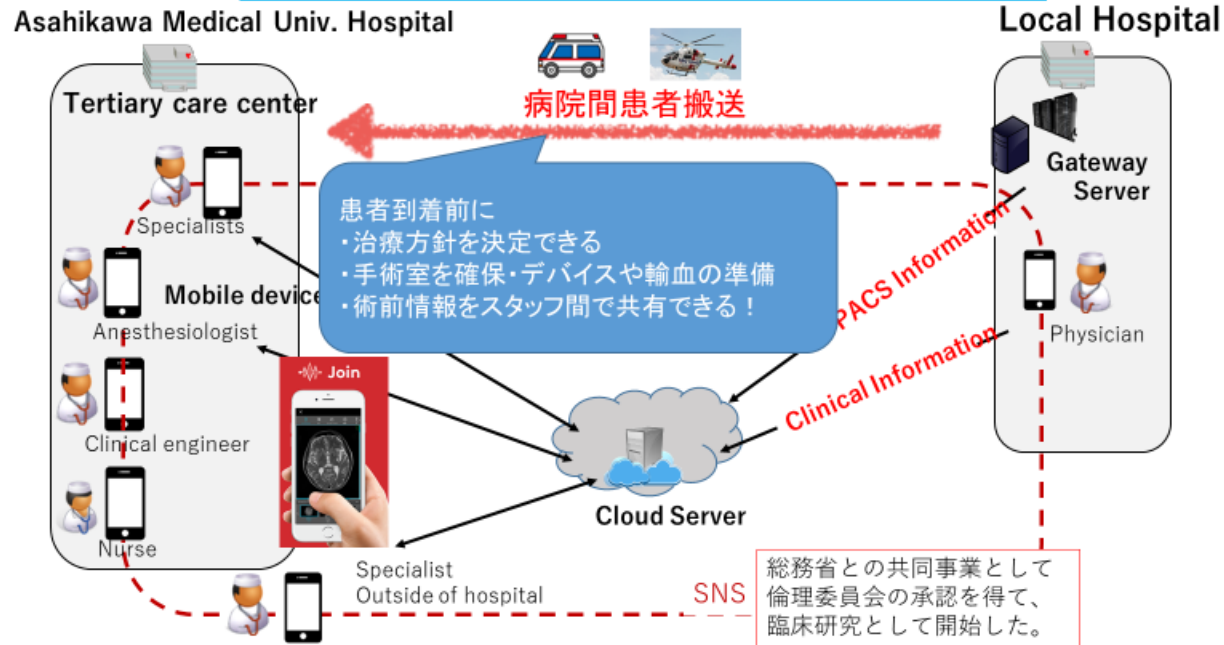 Asahikawa Medical Univ. Hospital
Local Hospital
Tertiary care center
病院間患者搬送
Gateway
Server
患者到着前に
・治療方針を決定できる
・手術室を確保・デバイスや輸血の準備
・術前情報をスタッフ間で共有できる！
Specialists
Mobile device
Anesthesiologist
PACS Information
Physician
Join
Clinical Information
Clinical engineer
Cloud Server
Nurse
Specialist
Outside of hospital
SNS
総務省との共同事業として
倫理委員会の承認を得て、
臨床研究として開始した。